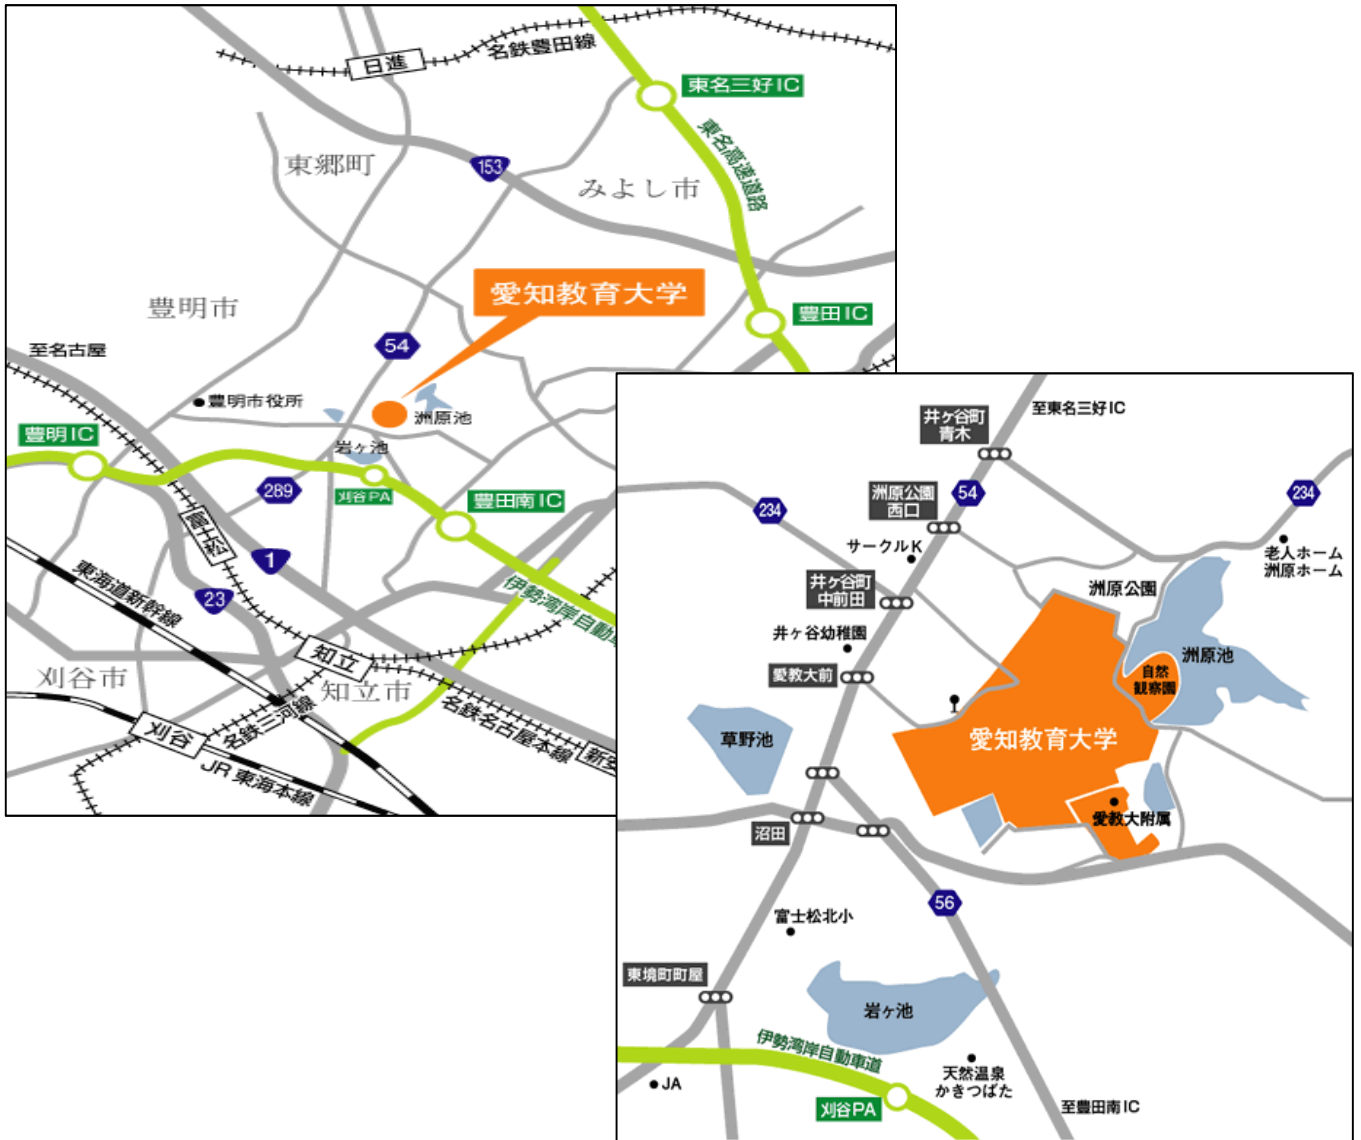 日進
名鉄豊田線
東名三好IC
東名高速道路
東郷町
153
みよし市
愛知教育大学
豊明市
豊田IC
54
至名古屋
豊明市役所
洲原池
豊明IC
岩ヶ池
289
刈谷PA
豊田南IC
富士松
1
23
東海道新幹線
伊勢湾岸自動車
知立
刈谷市
知立市
名鉄三河線
名鉄名古屋本線
刈谷
JR東海本線
新安
井ヶ谷町
青木
至東名三好IC
洲原公園
西口
54
234
234
サークルK
老人ホーム
洲原ホーム
井ヶ谷町
中前田
洲原公園
井ヶ谷幼稚園
洲原池
愛教大前
自然
観察園
草野池
愛知教育大学
愛教大附属
沼田
56
富士松北小
東境町町屋
岩ヶ池
伊勢湾岸自動車道
天然温泉
かきつばた
JA
刈谷PA
至豊田南IC